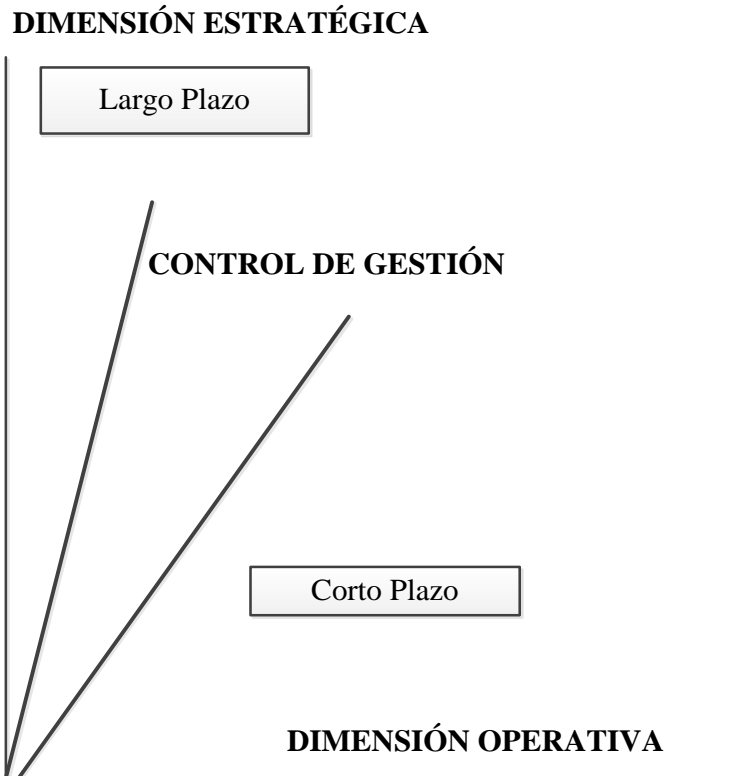 DIMENSIÓN ESTRATÉGICA
Largo Plazo
CONTROL DE GESTIÓN
Corto Plazo
DIMENSIÓN OPERATIVA